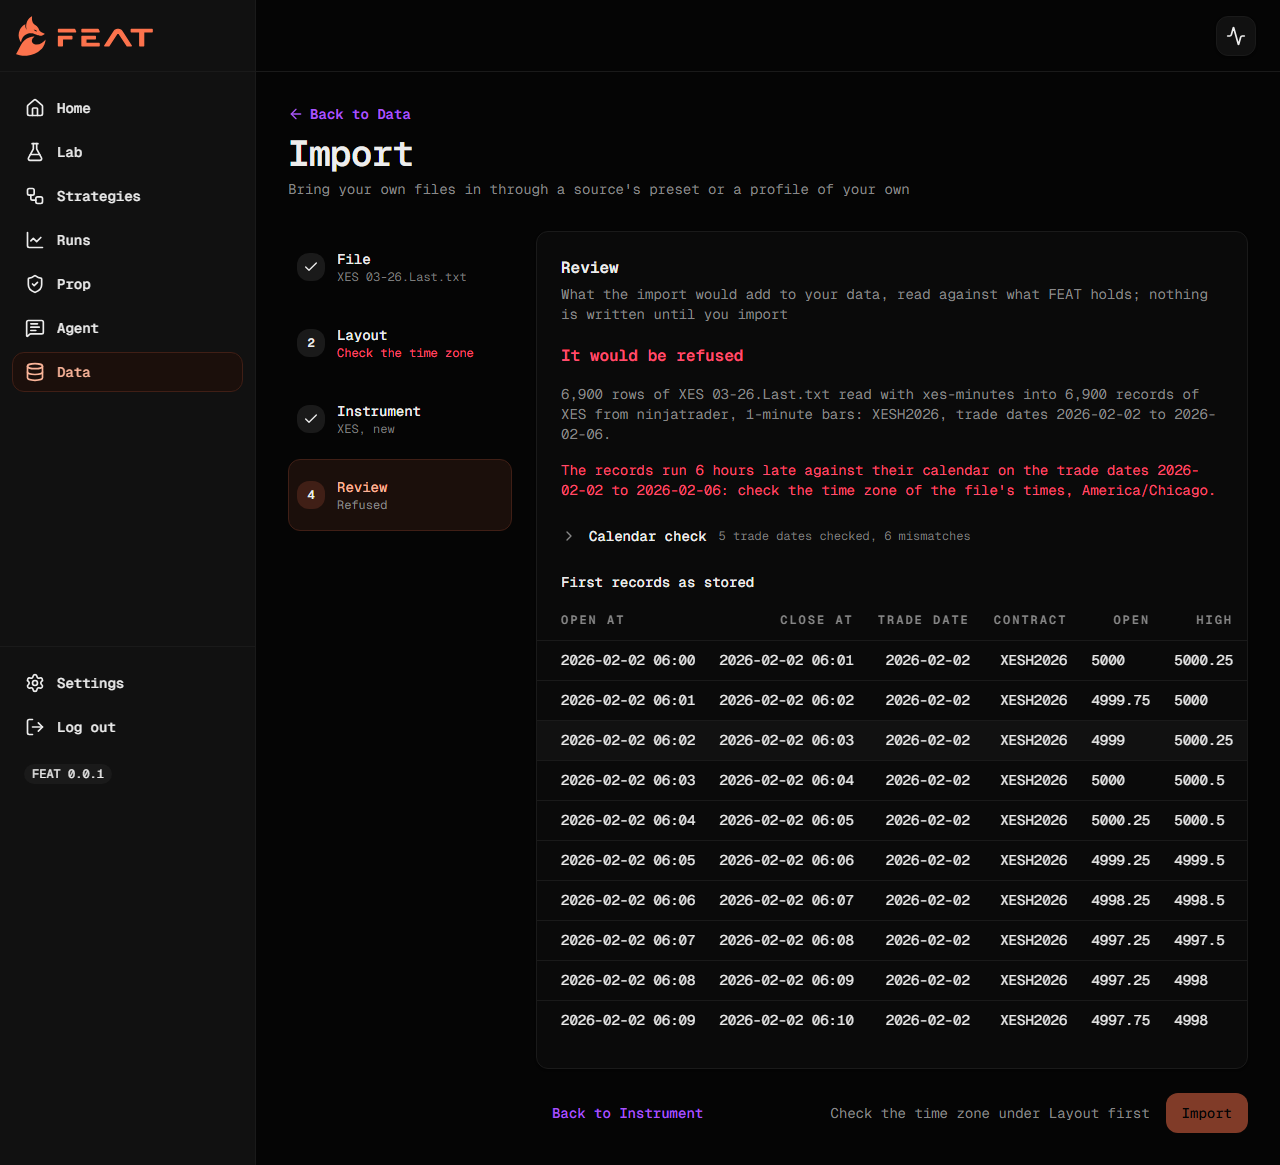 FEAT
Home
Lab
Strategies
Runs
Prop
Agent
Data
Settings
Log out
FEAT 0.0.1
Back to Data
Import
Bring your own files in through a source's preset or a profile of your own
File
XES 03-26.Last.txt
2
Layout
Check the time zone
Instrument
XES, new
4
Review
Refused
Review
What the import would add to your data, read against what FEAT holds; nothing
is written until you import
It would be refused
6,900 rows of XES 03-26.Last.txt read with xes-minutes into 6,900 records of
XES from ninjatrader, 1-minute bars: XESH2026, trade dates 2026-02-02 to 2026-
02-06.
The records run 6 hours late against their calendar on the trade dates 2026-
02-02 to 2026-02-06: check the time zone of the file's times, America/Chicago.
Calendar check 5 trade dates checked, 6 mismatches
First records as stored
OPEN AT CLOSE AT TRADE DATE CONTRACT OPEN HIGH
2026-02-02 06:00 2026-02-02 06:01 2026-02-02 XESH2026 5000 5000.25
2026-02-02 06:01 2026-02-02 06:02 2026-02-02 XESH2026 4999.75 5000
2026-02-02 06:02 2026-02-02 06:03 2026-02-02 XESH2026 4999 5000.25
2026-02-02 06:03 2026-02-02 06:04 2026-02-02 XESH2026 5000 5000.5
2026-02-02 06:04 2026-02-02 06:05 2026-02-02 XESH2026 5000.25 5000.5
2026-02-02 06:05 2026-02-02 06:06 2026-02-02 XESH2026 4999.25 4999.5
2026-02-02 06:06 2026-02-02 06:07 2026-02-02 XESH2026 4998.25 4998.5
2026-02-02 06:07 2026-02-02 06:08 2026-02-02 XESH2026 4997.25 4997.5
2026-02-02 06:08 2026-02-02 06:09 2026-02-02 XESH2026 4997.25 4998
2026-02-02 06:09 2026-02-02 06:10 2026-02-02 XESH2026 4997.75 4998
Back to Instrument
Check the time zone under Layout first
Import